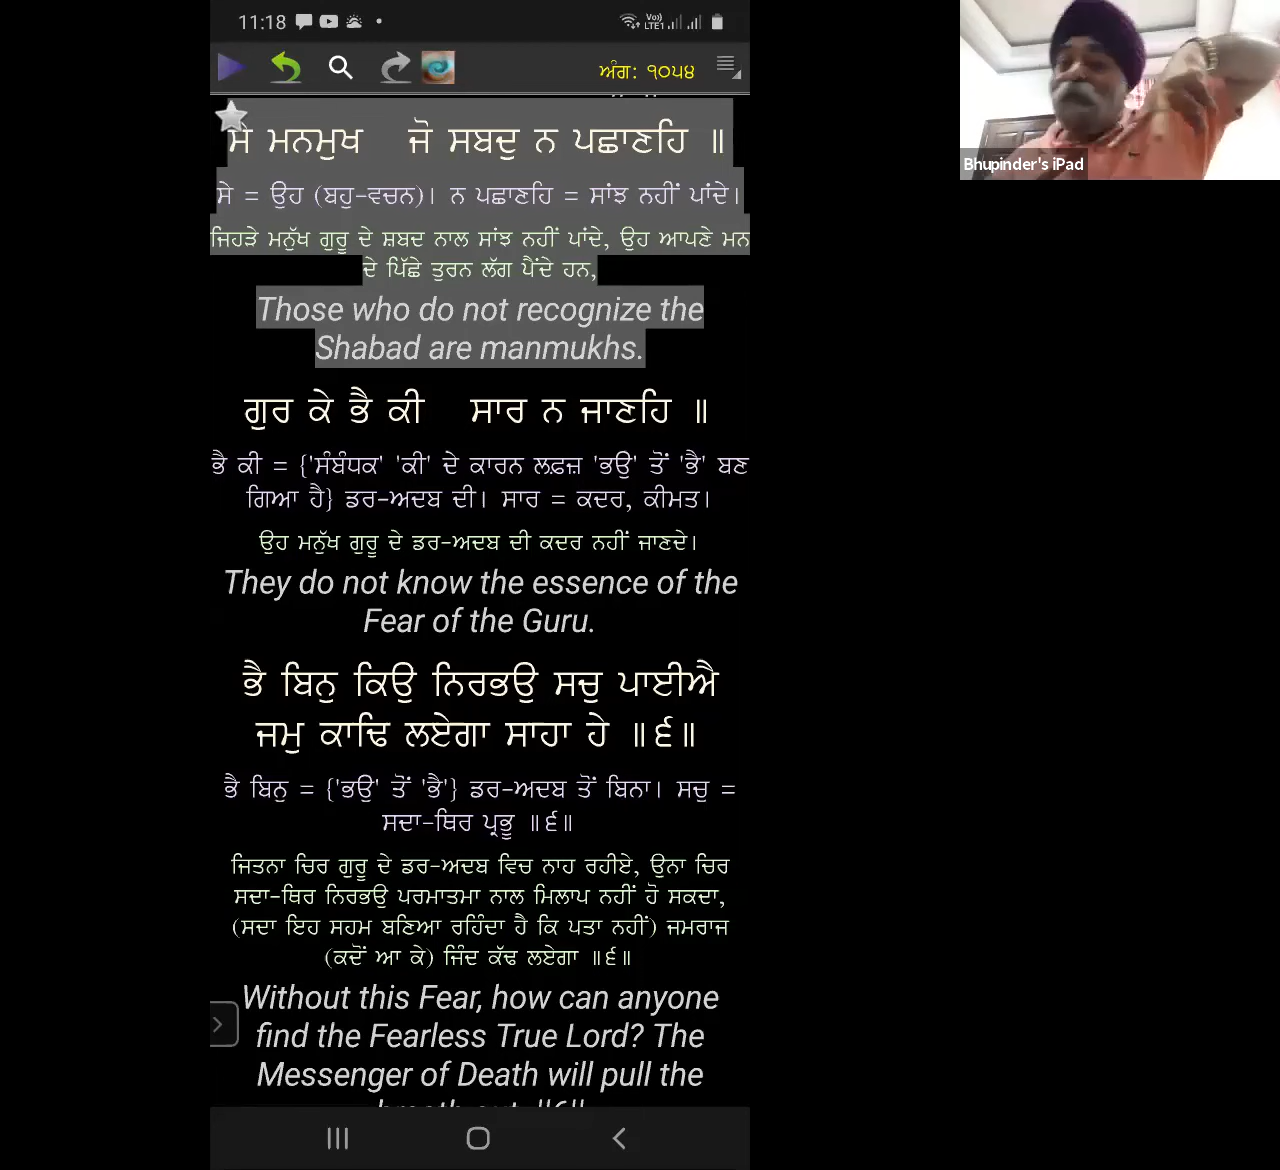 11:18
Vo)) LTE1
ਅੰਗ: ੧੦੫੪
ਸੇ ਮਨਮੁਖ ਜੋ ਸਬਦੁ ਨ ਪਛਾਣਹਿ ॥
ਸੇ = ਉਹ (ਬਹੁ-ਵਚਨ)। ਨ ਪਛਾਣਹਿ = ਸਾਂਝ ਨਹੀਂ ਪਾਂਦੇ।
ਜਿਹੜੇ ਮਨੁੱਖ ਗੁਰੂ ਦੇ ਸ਼ਬਦ ਨਾਲ ਸਾਂਝ ਨਹੀਂ ਪਾਂਦੇ, ਉਹ ਆਪਣੇ ਮਨ
ਦੇ ਪਿੱਛੇ ਤੁਰਨ ਲੱਗ ਪੈਂਦੇ ਹਨ,
Those who do not recognize the
Shabad are manmukhs.
ਗੁਰ ਕੇ ਭੈ ਕੀ ਸਾਰ ਨ ਜਾਣਹਿ ॥
ਭੈ ਕੀ = {'ਸੰਬੰਧਕ' 'ਕੀ' ਦੇ ਕਾਰਨ ਲਫ਼ਜ਼ 'ਭਉ' ਤੋਂ 'ਭੈ' ਬਣ
ਗਿਆ ਹੈ} ਡਰ-ਅਦਬ ਦੀ। ਸਾਰ = ਕਦਰ, ਕੀਮਤ।
ਉਹ ਮਨੁੱਖ ਗੁਰੂ ਦੇ ਡਰ-ਅਦਬ ਦੀ ਕਦਰ ਨਹੀਂ ਜਾਣਦੇ।
They do not know the essence of the
Fear of the Guru.
ਭੈ ਬਿਨੁ ਕਿਉ ਨਿਰਭਉ ਸਚੁ ਪਾਈਐ
ਜਮੁ ਕਾਢਿ ਲਏਗਾ ਸਾਹਾ ਹੇ ॥੬॥
ਭੈ ਬਿਨੁ = {'ਭਉ' ਤੋਂ 'ਭੈ'} ਡਰ-ਅਦਬ ਤੋਂ ਬਿਨਾ। ਸਚੁ =
ਸਦਾ-ਥਿਰ ਪ੍ਰਭੂ ॥੬॥
ਜਿਤਨਾ ਚਿਰ ਗੁਰੂ ਦੇ ਡਰ-ਅਦਬ ਵਿਚ ਨਾਹ ਰਹੀਏ, ਉਨਾ ਚਿਰ
ਸਦਾ-ਥਿਰ ਨਿਰਭਉ ਪਰਮਾਤਮਾ ਨਾਲ ਮਿਲਾਪ ਨਹੀਂ ਹੋ ਸਕਦਾ,
(ਸਦਾ ਇਹ ਸਹਮ ਬਣਿਆ ਰਹਿੰਦਾ ਹੈ ਕਿ ਪਤਾ ਨਹੀਂ) ਜਮਰਾਜ
(ਕਦੋਂ ਆ ਕੇ) ਜਿੰਦ ਕੱਢ ਲਏਗਾ ॥੬॥
Without this Fear, how can anyone
find the Fearless True Lord? The
Messenger of Death will pull the
Bhupinder's iPad